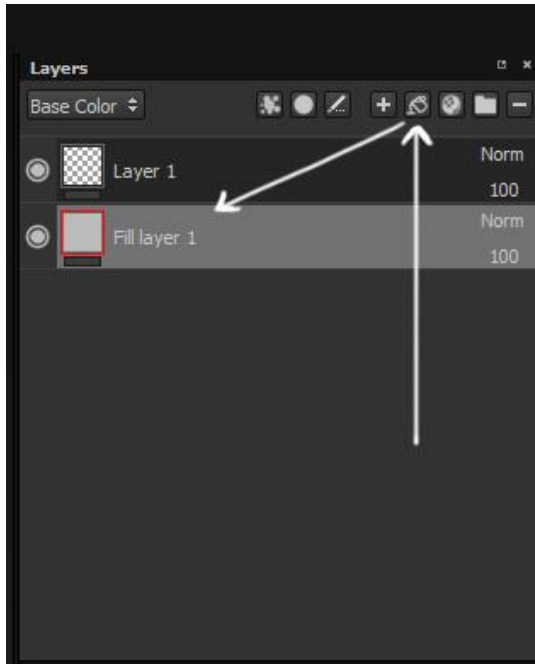 Layers
Base Color
Layer 1
Norm
100
Fill layer 1
Norm
100